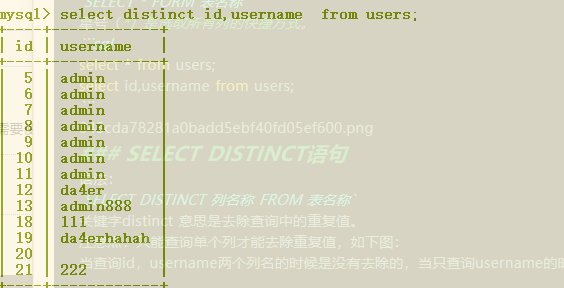 mysql> select distinct id,username  from users;
+----+-------------+
| id | username |
+----+-------------+
| 5 | admin |
| 6 | admin |
| 7 | admin |
| 8 | admin |
| 9 | admin |
| 10 | admin |
| 11 | admin |
| 12 | da4er |
| 13 | admin888 |
| 18 | 111 |
| 19 | da4erhahah |
| 20 | |
| 21 | 222 |
+----+-------------+
SELECT * FORM 表名称
select * from users;
select id,username from users;
需要
cda78281a0badd5ebf40fd05ef600.png
# SELECT DISTINCT语句
SELECT DISTINCT 列名称 FROM 表名称`
关键字distinct 意思是去除查询中的重复值。
查询单个列才能去除重复值，如下图：
当查询id，username两个列名的时候是没有去除的，当只查询username的时